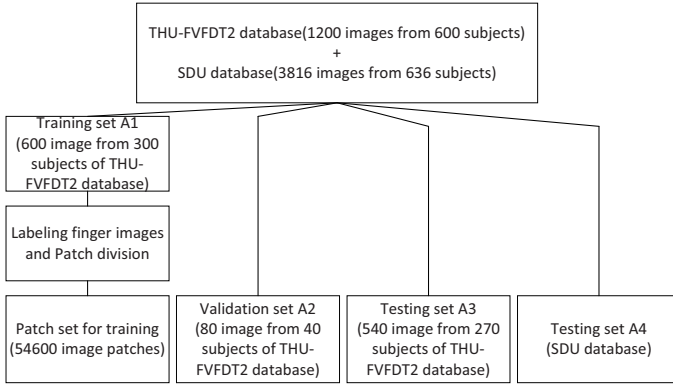 THU-FVFDT2 database(1200 images from 600 subjects)
+
SDU database(3816 images from 636 subjects)
Training set A1
(600 image from 300
subjects of THU-
FVFDT2 database)
Labeling finger images
and Patch division
Patch set for training
(54600 image patches)
Validation set A2
(80 image from 40
subjects of THU-
FVFDT2 database)
Testing set A3
(540 image from 270
subjects of THU-
FVFDT2 database)
Testing set A4
(SDU database)